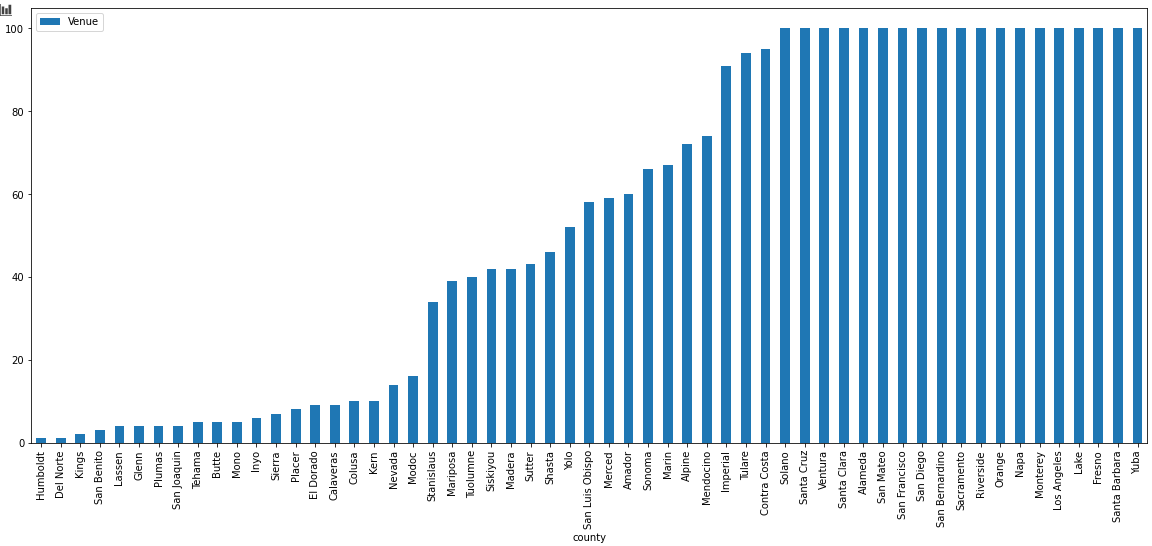 Venue
100
80
60
40
20
0
Humboldt
Del Norte
Kings
San Benito
Lassen
Glenn
Plumas
San Joaquin
Tehama
Butte
Mono
Inyo
Sierra
Placer
El Dorado
Calaveras
Colusa
Kern
Nevada
Modoc
Stanislaus
Mariposa
Tuolumne
Siskiyou
Madera
Sutter
Shasta
Yolo
San Luis Obispo
Merced
Amador
Sonoma
Marin
Alpine
Mendocino
Imperial
Tulare
Contra Costa
Solano
Santa Cruz
Ventura
Santa Clara
Alameda
San Mateo
San Francisco
San Diego
San Bernardino
Sacramento
Riverside
Orange
Napa
Monterey
Los Angeles
Lake
Fresno
Santa Barbara
Yuba
county